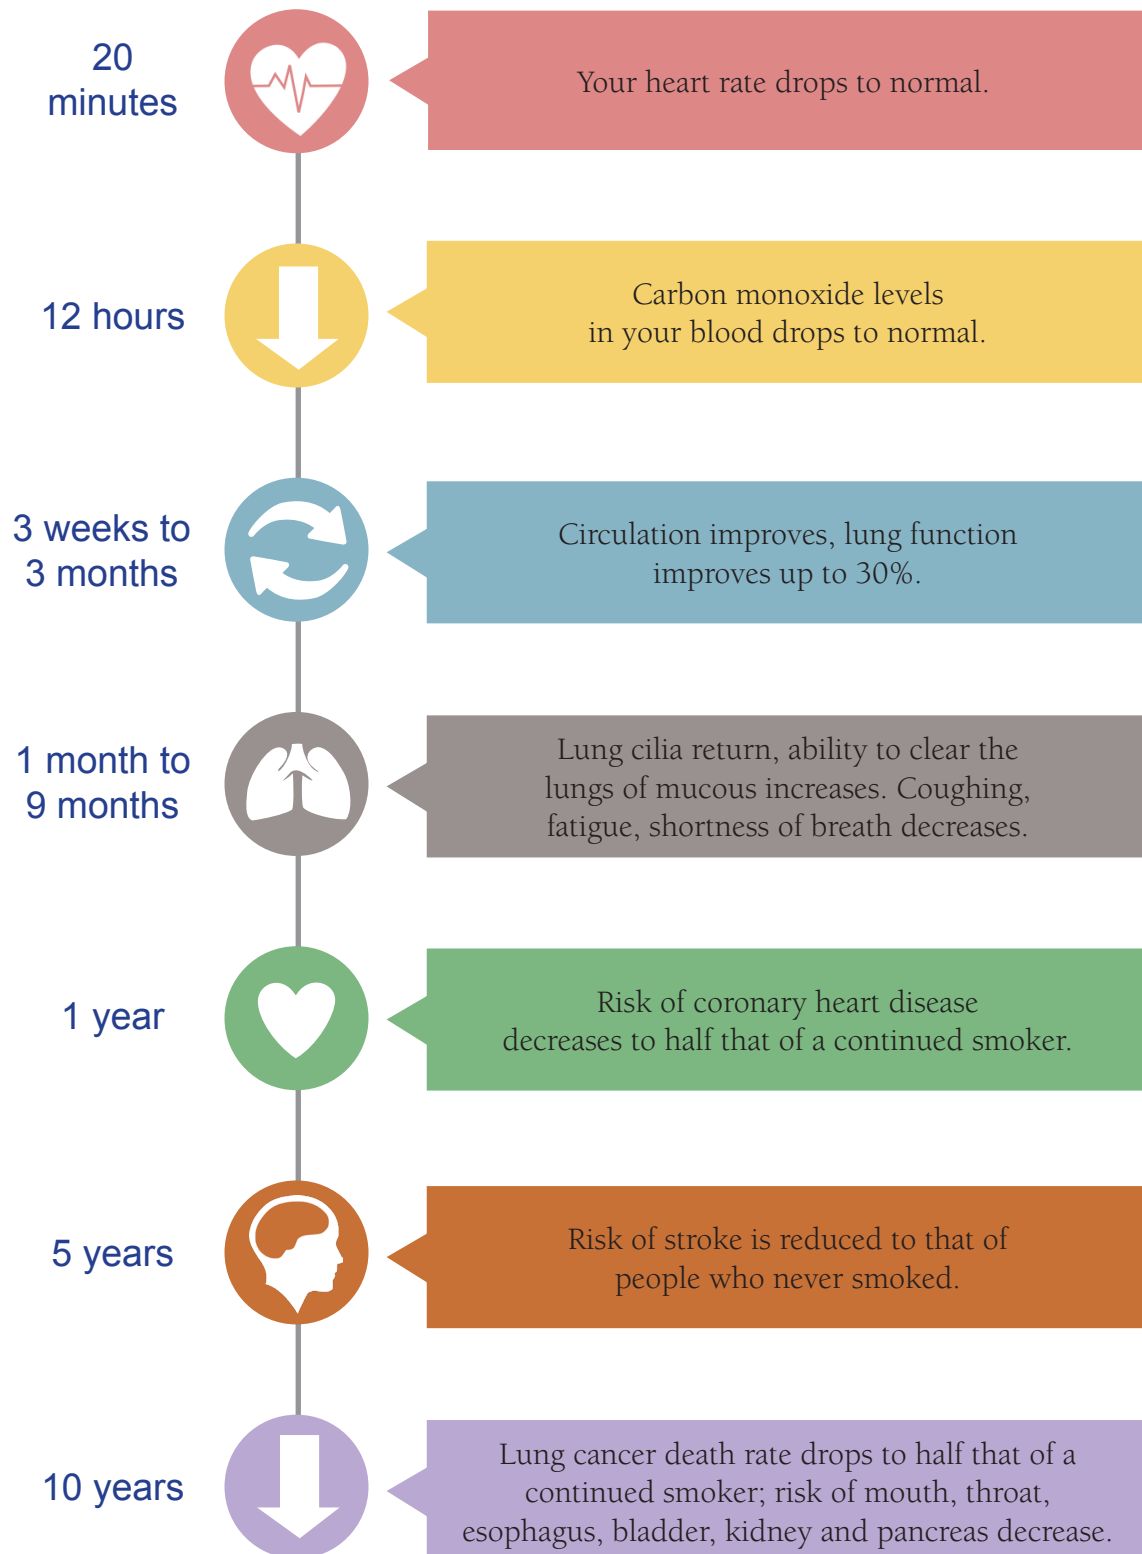 20
minutes
Your heart rate drops to normal.
12 hours
Carbon monoxide levels
in your blood drops to normal.
3 weeks to
3 months
Circulation improves, lung function
improves up to 30%.
1 month to
9 months
Lung cilia return, ability to clear the
lungs of mucous increases. Coughing,
fatigue, shortness of breath decreases.
1 year
Risk of coronary heart disease
decreases to half that of a continued smoker.
5 years
Risk of stroke is reduced to that of
people who never smoked.
10 years
Lung cancer death rate drops to half that of a
continued smoker; risk of mouth, throat,
esophagus, bladder, kidney and pancreas decrease.